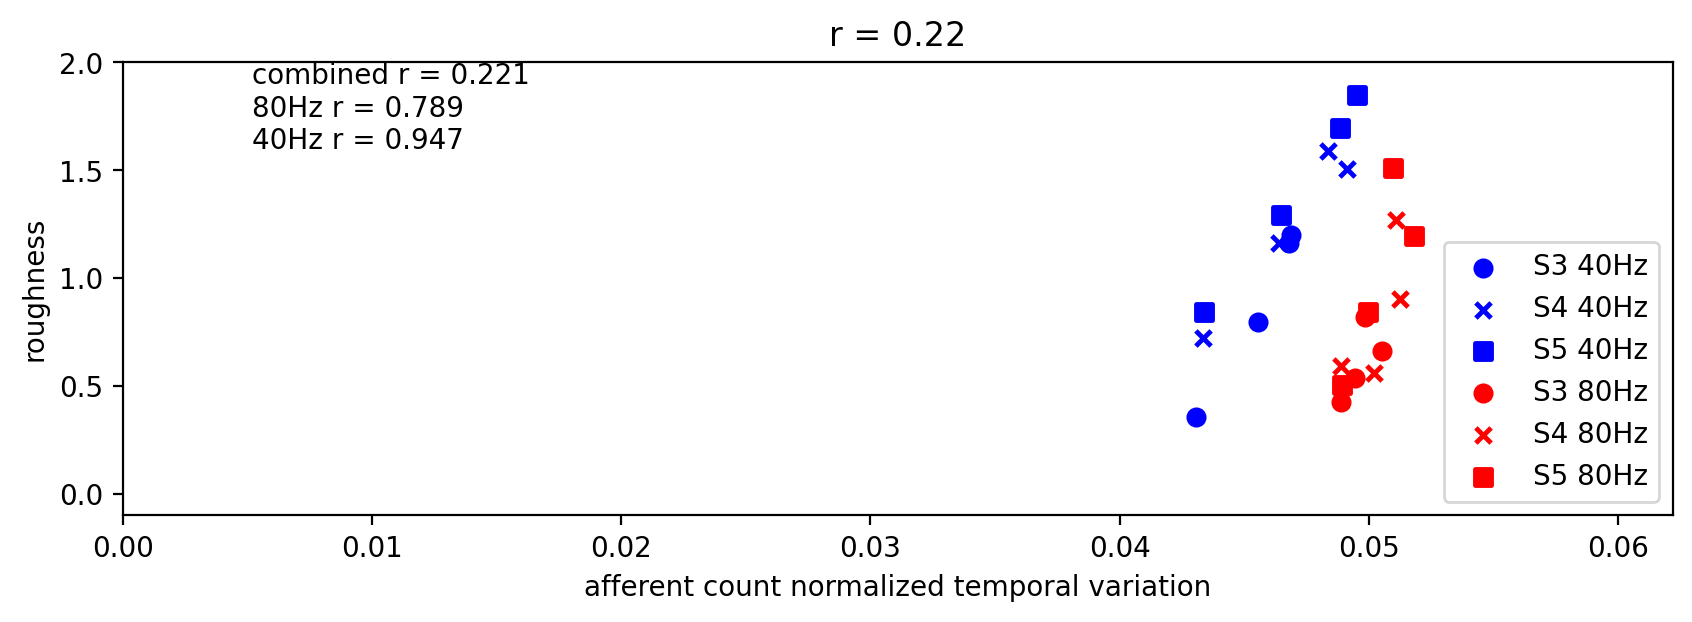 r = 0.22
combined r = 0.221
80Hz r = 0.789
40Hz r = 0.947
2.0
1.5
1.0
0.5
0.0
roughness
S3 40Hz
S4 40Hz
S5 40Hz
S3 80Hz
S4 80Hz
S5 80Hz
0.00 0.01 0.02 0.03 0.04 0.05 0.06
afferent count normalized temporal variation